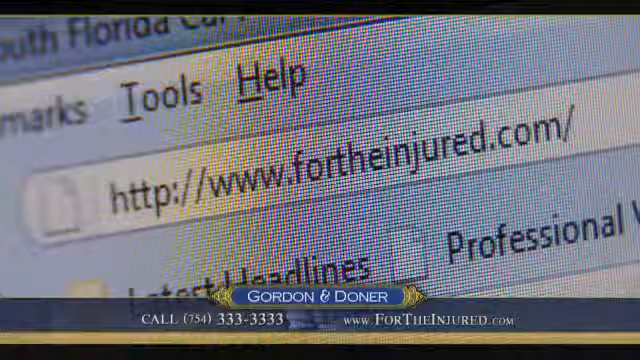 outh Florida Ca
marks Tools Help
http://www.fortheinjured.com/
Latest Headlines Professional
GORDON & DONER
CALL (754) 333-3333 WWW.FORTHEINJURED.COM